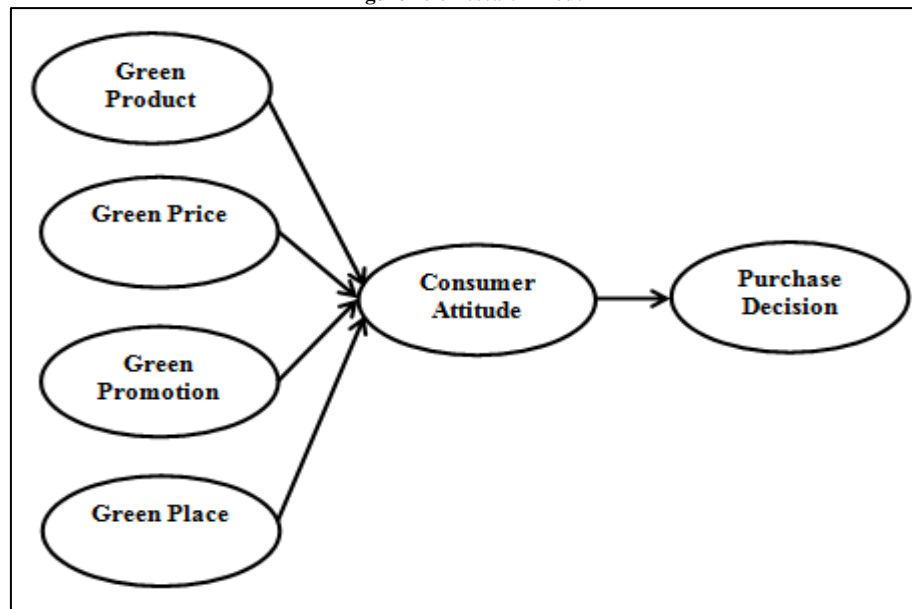 Green
Product
Green Price
Green
Promotion
Green Place
Consumer
Attitude
Purchase
Decision